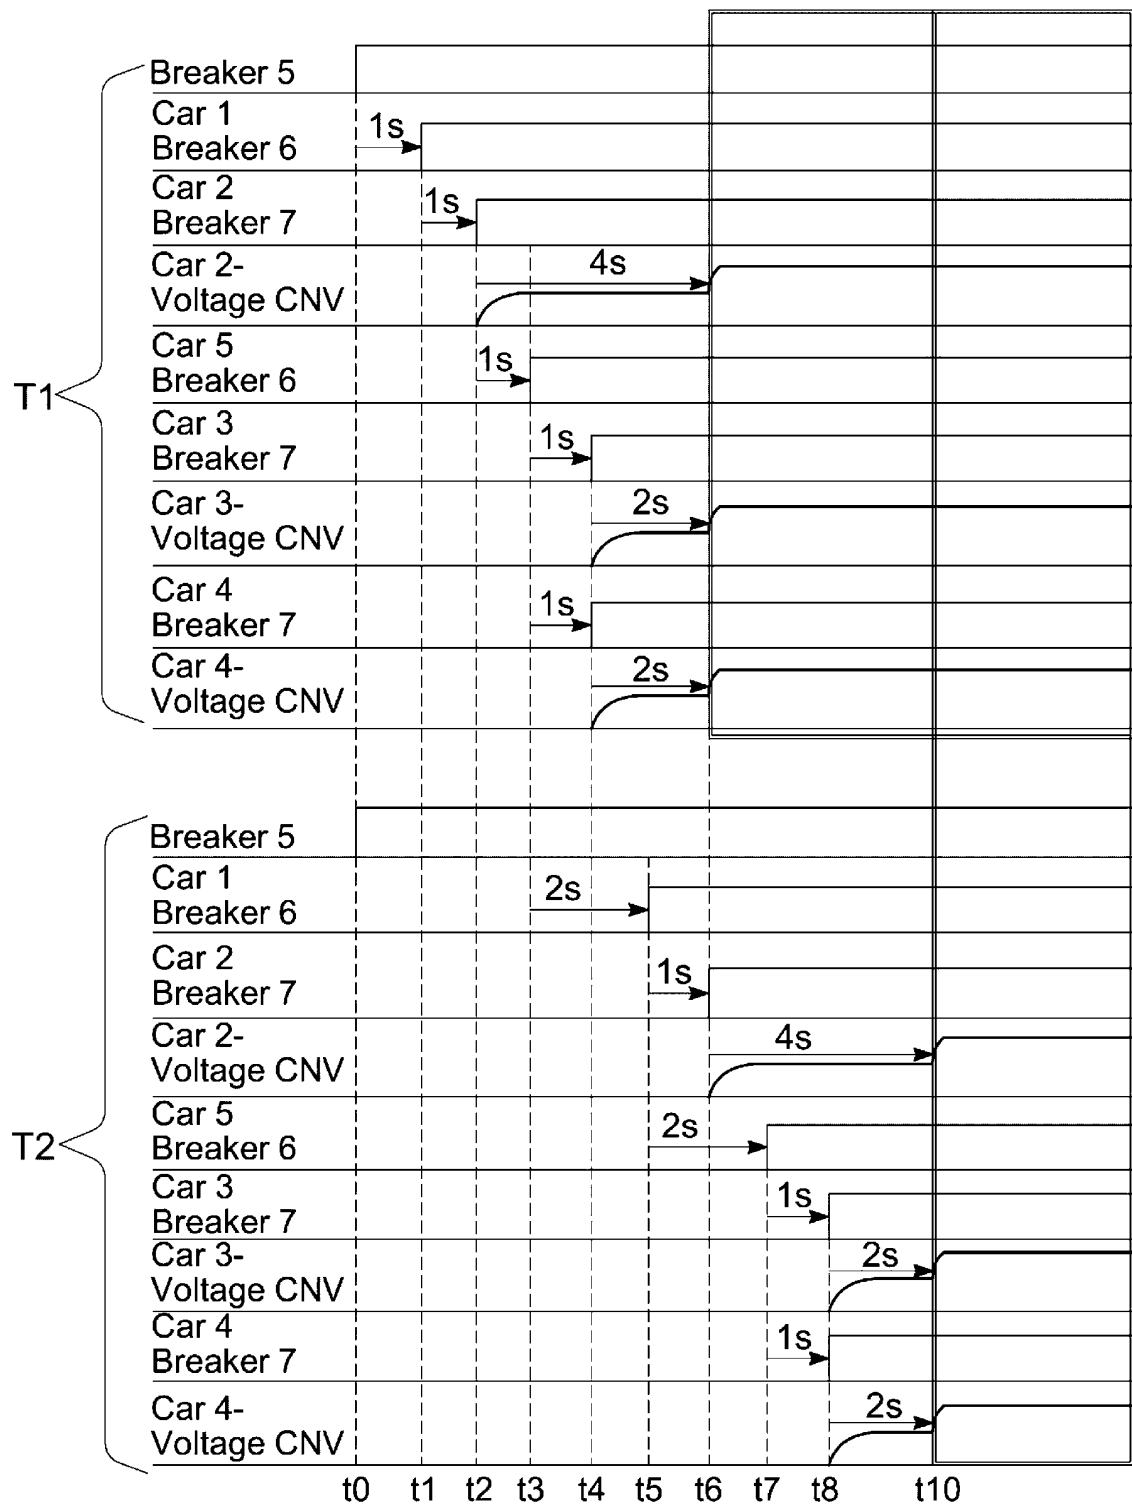 Breaker 5
Car 1
Breaker 6
1s
Car 2
Breaker 7
1s
Car 2-
Voltage CNV
4s
Car 5
Breaker 6
1s
T1
Car 3
Breaker 7
1s
Car 3-
Voltage CNV
2s
Car 4
Breaker 7
1s
Car 4-
Voltage CNV
2s
Breaker 5
Car 1
Breaker 6
2s
Car 2
Breaker 7
1s
Car 2-
Voltage CNV
4s
Car 5
Breaker 6
2s
T2
Car 3
Breaker 7
1s
Car 3-
Voltage CNV
2s
Car 4
Breaker 7
1s
Car 4-
Voltage CNV
2s
t0 t1 t2 t3 t4 t5 t6 t7 t8 t10